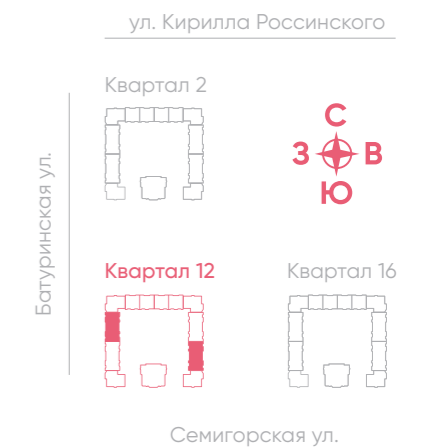 ул. Кирилла Россинского
Квартал 2
С
З В
Ю
Батуринская ул.
Квартал 12
Квартал 16
Семигорская ул.